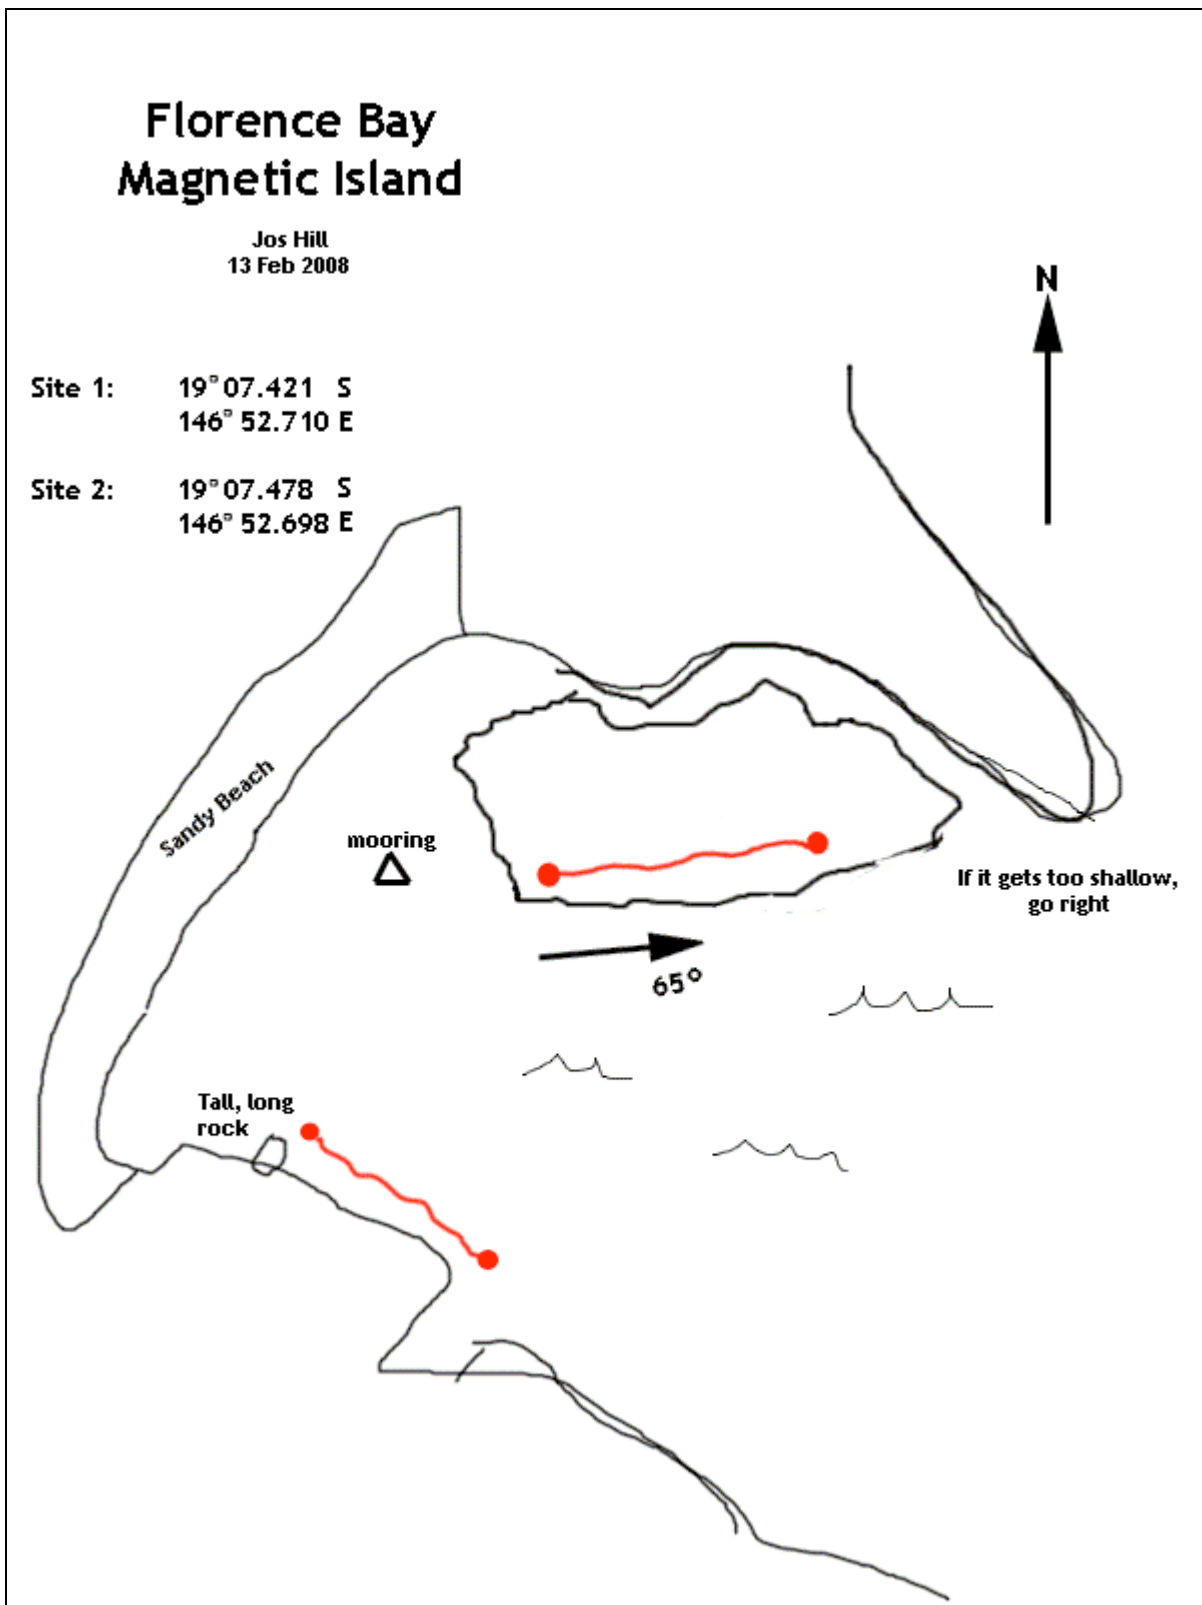 Florence Bay
Magnetic Island
Jos Hill
13 Feb 2008
N
Site 1: 19° 07.421 S
146° 52.710 E
Site 2: 19° 07.478 S
146° 52.698 E
Sandy Beach
mooring
If it gets too shallow,
go right
65°
Tall, long
rock